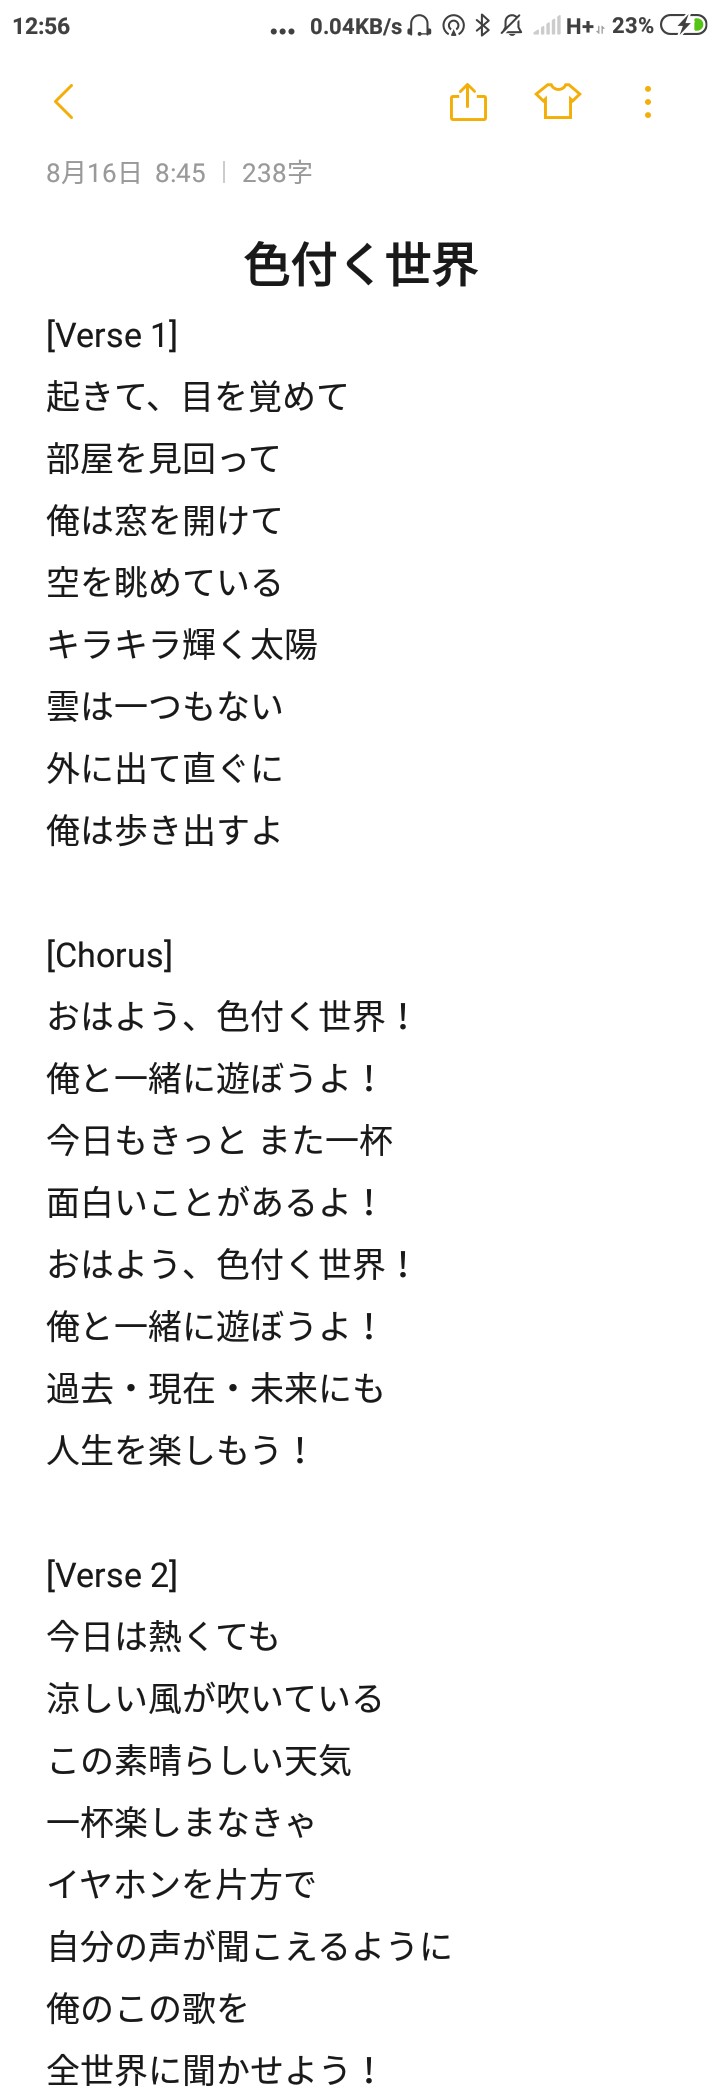 12:56 ... 0.04KB/s H+ 23%
8月16日 8:45 | 238字
色付く世界
[Verse 1]
起きて、目を覚めて
部屋を見回って
俺は窓を開けて
空を眺めている
キラキラ輝く太陽
雲は一つもない
外に出て直ぐに
俺は歩き出すよ
[Chorus]
おはよう、色付く世界！
俺と一緒に遊ぼうよ！
今日もきっと また一杯
面白いことがあるよ！
おはよう、色付く世界！
俺と一緒に遊ぼうよ！
過去・現在・未来にも
人生を楽しもう！
[Verse 2]
今日は熱くても
涼しい風が吹いている
この素晴らしい天気
一杯楽しまなきゃ
イヤホンを片方で
自分の声が聞こえるように
俺のこの歌を
全世界に聞かせよう！